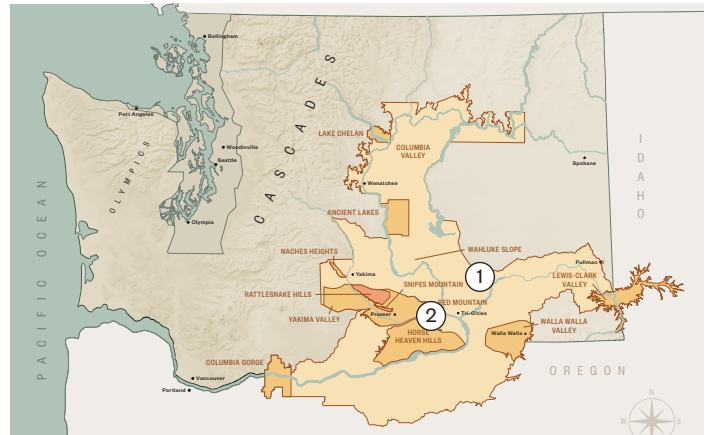 Bellingham
Port Angeles
OLYMPICS
Woodinville
Seattle
Olympia
CASCADES
PACIFIC OCEAN
IDAHO
LAKE CHELAN
COLUMBIA
VALLEY
Spokane
Wenatchee
ANCIENT LAKES
WAHLUKE SLOPE
NACHES HEIGHTS
Yakima
1
Pullman
LEWIS-CLARK
VALLEY
SNIPES MOUNTAIN
RATTLESNAKE HILLS
RED MOUNTAIN
2
Prosser
Tri-Cities
YAKIMA VALLEY
HORSE
HEAVEN HILLS
Walla Walla
WALLA WALLA
VALLEY
COLUMBIA GORGE
Vancouver
Portland
OREGON
N
W
E